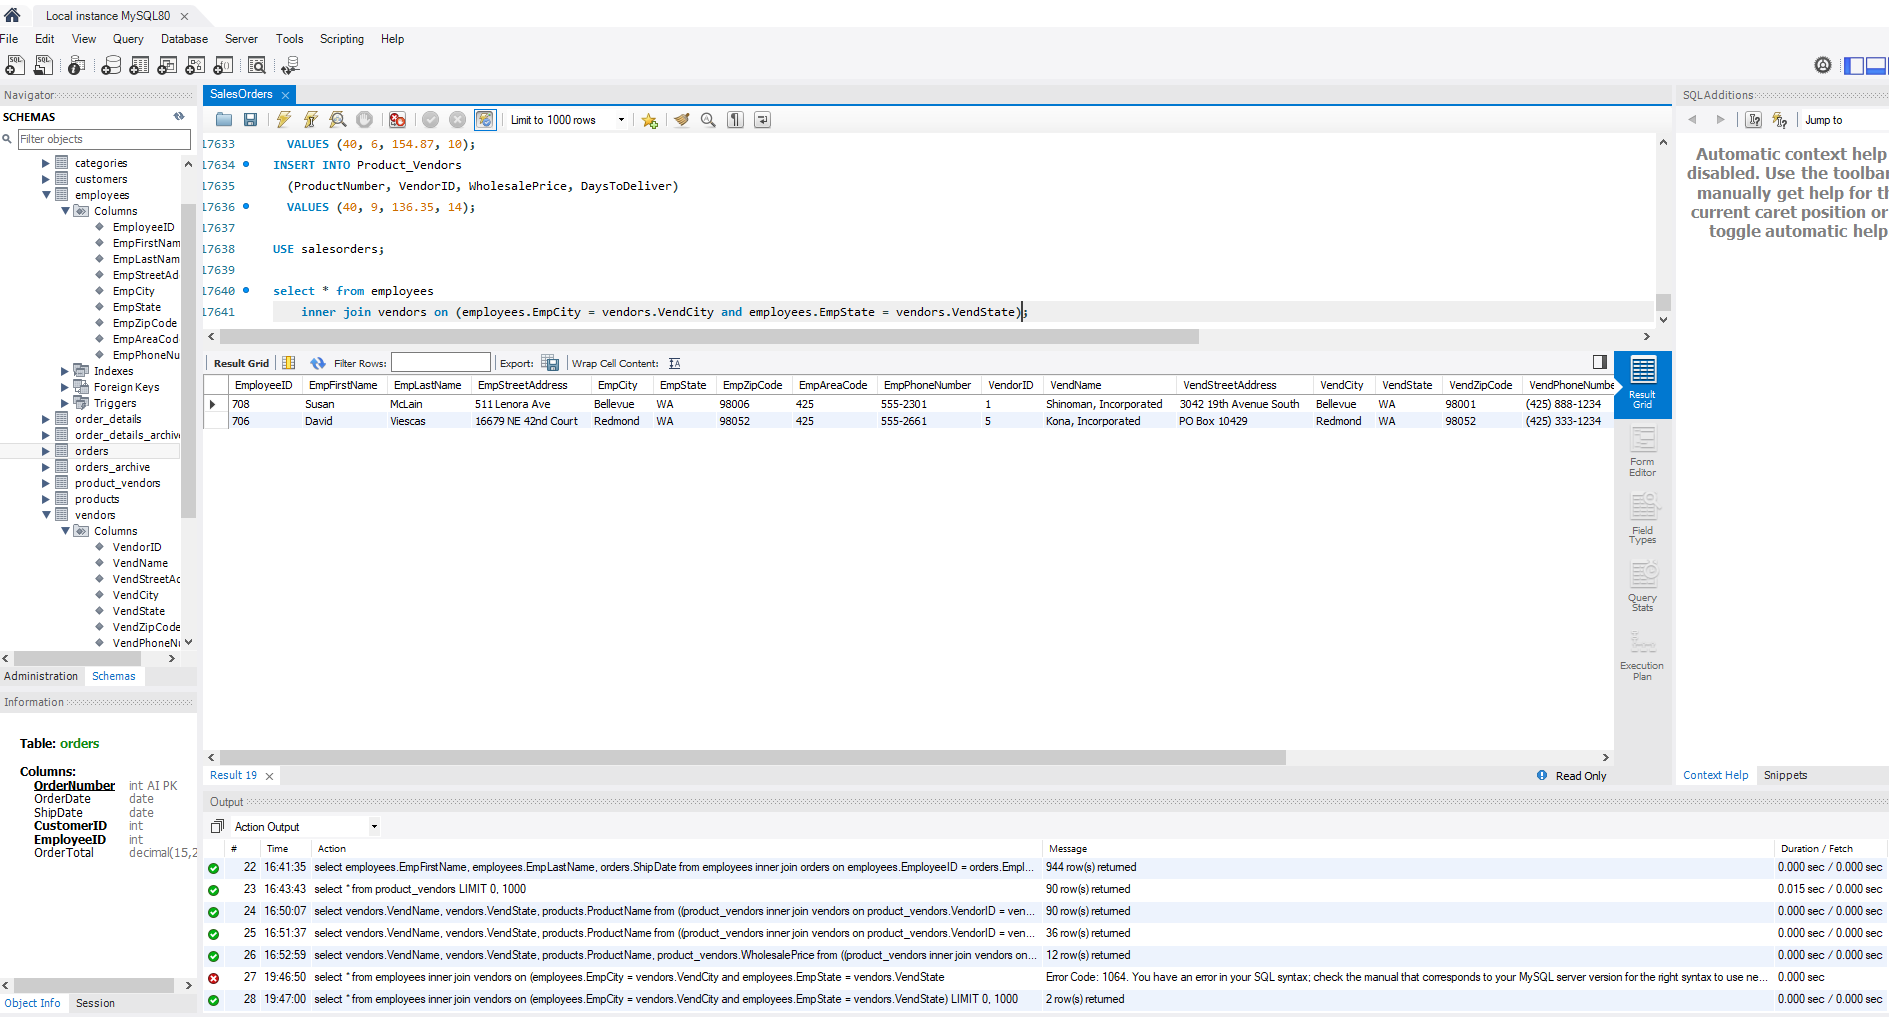 Local instance MySQL80
File Edit View Query Database Server Tools Scripting Help
Navigator
SCHEMAS
Filter objects
categories
customers
employees
Columns
EmployeeID
EmpFirstNam
EmpLastNam
EmpStreetAd
EmpCity
EmpState
EmpZipCode
EmpAreaCod
EmpPhoneNu
Indexes
Foreign Keys
Triggers
order_details
order_details_archiv
orders
orders_archive
product_vendors
products
vendors
Columns
VendorID
VendName
VendStreetAc
VendCity
VendState
VendZipCode
VendPhoneN
Administration Schemas
Information
Table: orders
Columns:
OrderNumber int AI PK
OrderDate date
ShipDate date
CustomerID int
EmployeeID int
OrderTotal decimal(15,2
Object Info Session
SalesOrders
Limit to 1000 rows
17633 VALUES (40, 6, 154.87, 10);
17634 INSERT INTO Product_Vendors
17635 (ProductNumber, VendorID, WholesalePrice, DaysToDeliver)
17636 VALUES (40, 9, 136.35, 14);
17637
17638 USE salesorders;
17639
17640 select * from employees
17641 inner join vendors on (employees.EmpCity = vendors.VendCity and employees.EmpState = vendors.VendState);
Result Grid Filter Rows: Export: Wrap Cell Content:
EmployeeID EmpFirstName EmpLastName EmpStreetAddress EmpCity EmpState EmpZipCode EmpAreaCode EmpPhoneNumber VendorID VendName VendStreetAddress VendCity VendState VendZipCode VendPhoneNumbe
708 Susan McLain 511 Lenora Ave Bellevue WA 98006 425 555-2301 1 Shinoman, Incorporated 3042 19th Avenue South Bellevue WA 98001 (425) 888-1234
706 David Viescas 16679 NE 42nd Court Redmond WA 98052 425 555-2661 5 Kona, Incorporated PO Box 10429 Redmond WA 98052 (425) 333-1234
Result Grid
Form Editor
Field Types
Query Stats
Execution Plan
Result 19 Read Only
SQLAdditions
Jump to
Automatic context help
disabled. Use the toolbar
manually get help for th
current caret position or
toggle automatic help
Context Help Snippets
Output
Action Output
# Time Action Message Duration / Fetch
22 16:41:35 select employees.EmpFirstName, employees.EmpLastName, orders.ShipDate from employees inner join orders on employees.EmployeeID = orders.Empl... 944 row(s) returned 0.000 sec / 0.000 sec
23 16:43:43 select * from product_vendors LIMIT 0, 1000 90 row(s) returned 0.015 sec / 0.000 sec
24 16:50:07 select vendors.VendName, vendors.VendState, products.ProductName from ((product_vendors inner join vendors on product_vendors.VendorID = ven... 90 row(s) returned 0.000 sec / 0.000 sec
25 16:51:37 select vendors.VendName, vendors.VendState, products.ProductName from ((product_vendors inner join vendors on product_vendors.VendorID = ven... 36 row(s) returned 0.000 sec / 0.000 sec
26 16:52:59 select vendors.VendName, vendors.VendState, products.ProductName, product_vendors.WholesalePrice from ((product_vendors inner join vendors on... 12 row(s) returned 0.000 sec / 0.000 sec
27 19:46:50 select * from employees inner join vendors on (employees.EmpCity = vendors.VendCity and employees.EmpState = vendors.VendState Error Code: 1064. You have an error in your SQL syntax; check the manual that corresponds to your MySQL server version for the right syntax to use ne... 0.000 sec
28 19:47:00 select * from employees inner join vendors on (employees.EmpCity = vendors.VendCity and employees.EmpState = vendors.VendState) LIMIT 0, 1000 2 row(s) returned 0.000 sec / 0.000 sec